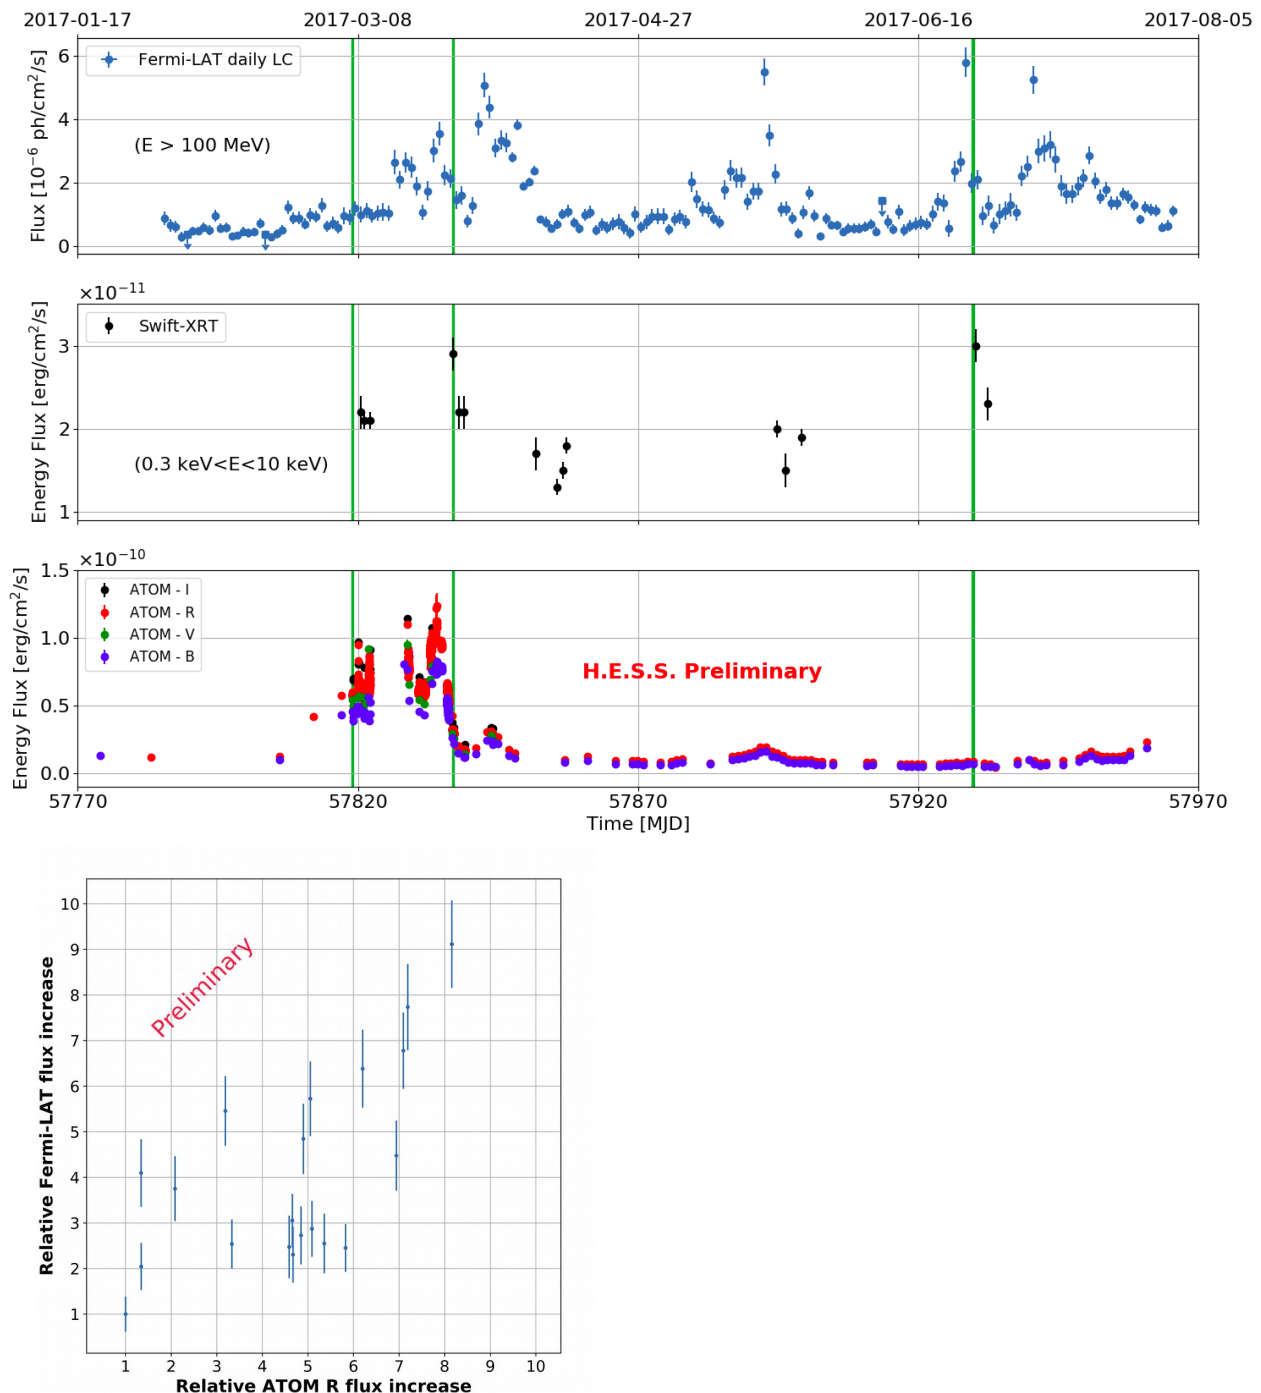 2017-01-17 2017-03-08 2017-04-27 2017-06-16 2017-08-05
Fermi-LAT daily LC
(E > 100 MeV)
Flux [10⁻⁶ ph/cm²/s]
6
4
2
0
×10⁻¹¹
Swift-XRT
(0.3 keV<E<10 keV)
Energy Flux [erg/cm²/s]
3
2
1
×10⁻¹⁰
ATOM - I
ATOM - R
ATOM - V
ATOM - B
H.E.S.S. Preliminary
Energy Flux [erg/cm²/s]
1.5
1.0
0.5
0.0
57770 57820 57870 57920 57970
Time [MJD]
Preliminary
Relative Fermi-LAT flux increase
10
9
8
7
6
5
4
3
2
1
1 2 3 4 5 6 7 8 9 10
Relative ATOM R flux increase